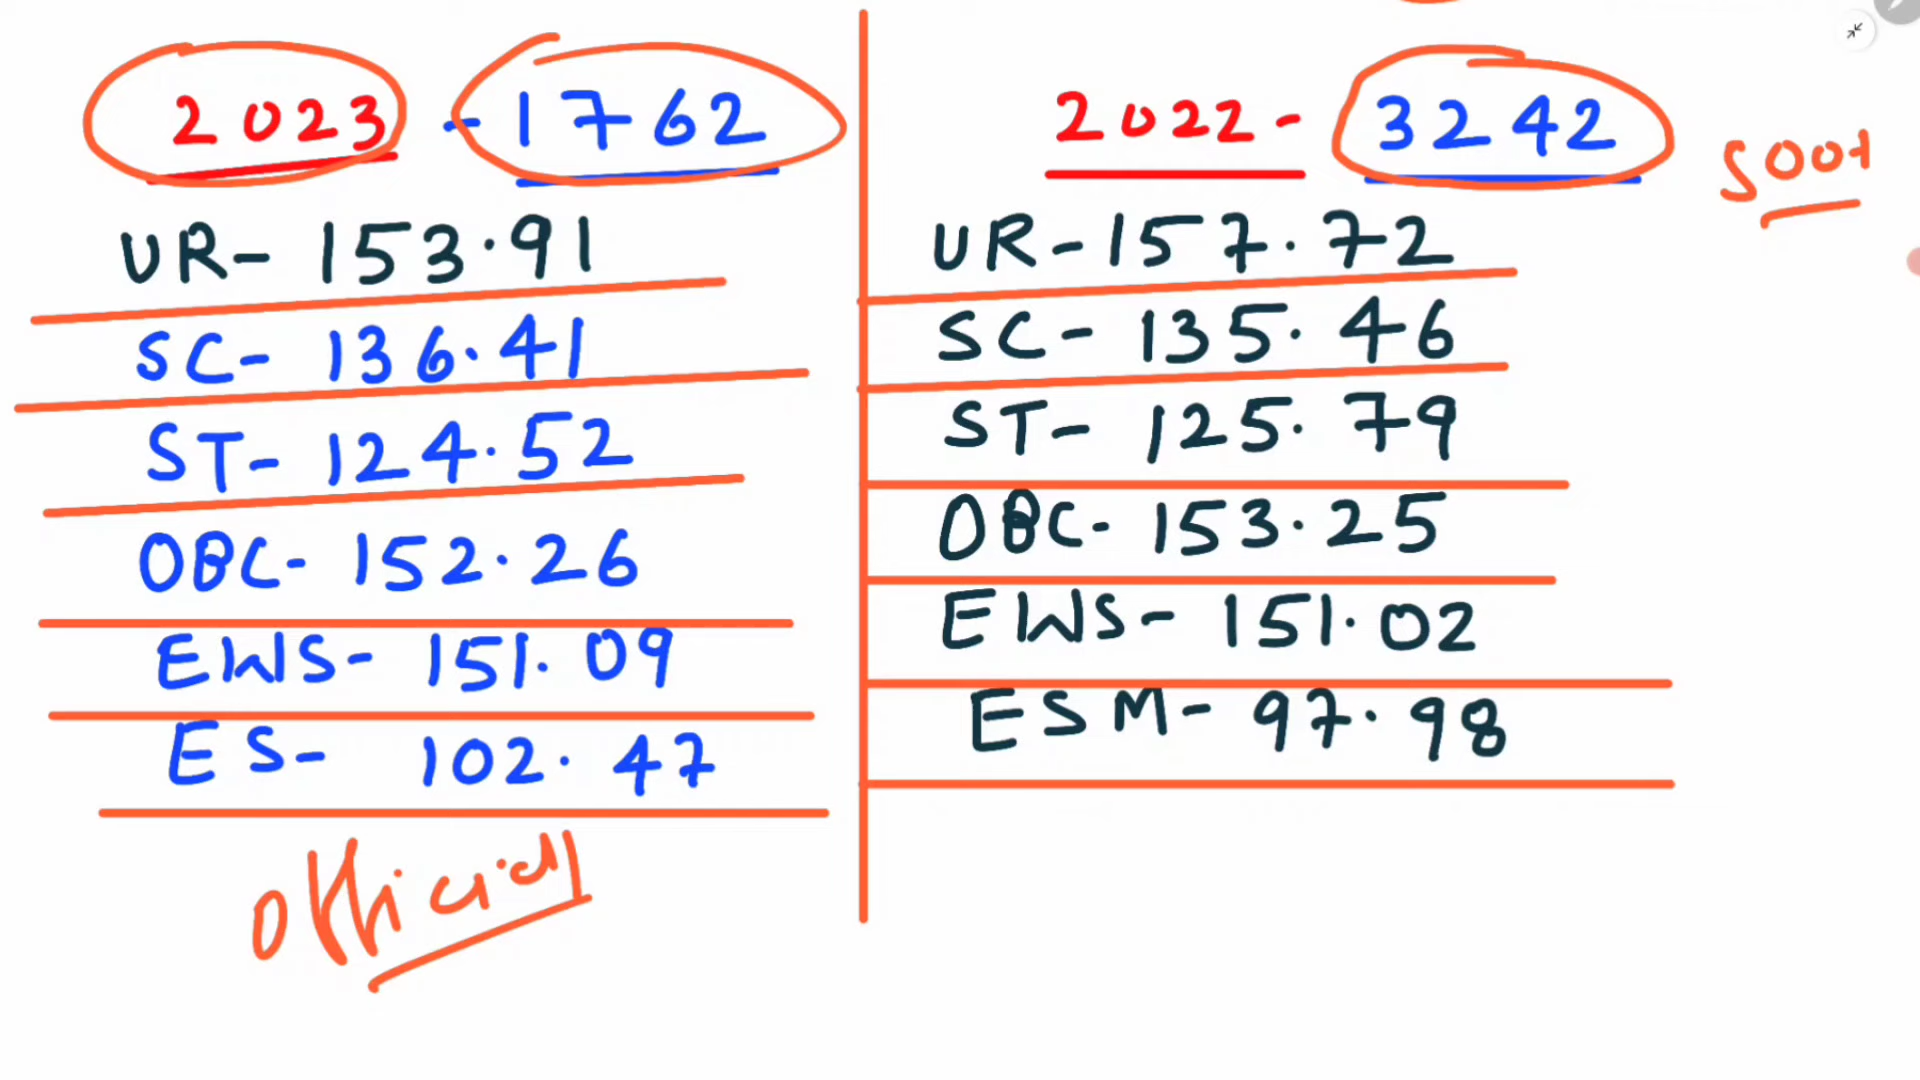 2023 - 1762
UR- 153.91
SC- 136.41
ST- 124.52
OBC- 152.26
EWS- 151.09
ES- 102.47
Official
2022- 3242
500+
UR- 157.72
SC- 135.46
ST- 125.79
OBC- 153.25
EWS- 151.02
ESM- 97.98